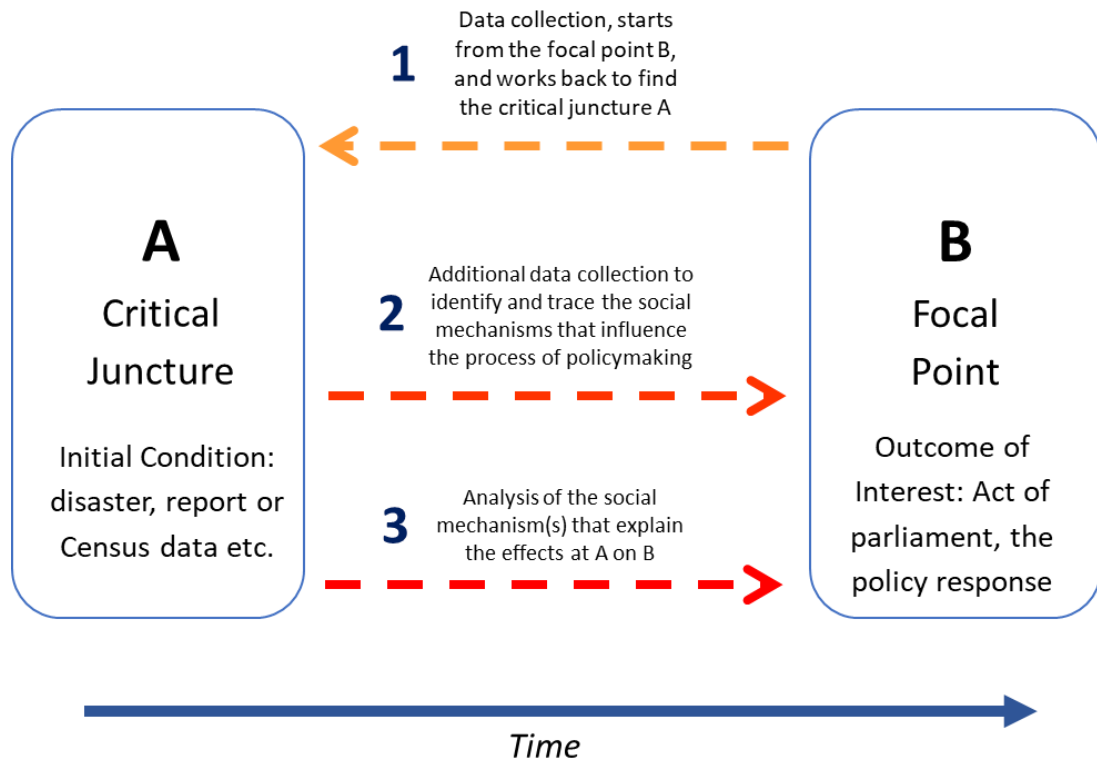 1
Data collection, starts
from the focal point B,
and works back to find
the critical juncture A
A
Critical
Juncture
Initial Condition:
disaster, report or
Census data etc.
2
Additional data collection to
identify and trace the social
mechanisms that influence
the process of policymaking
3
Analysis of the social
mechanism(s) that explain
the effects at A on B
B
Focal
Point
Outcome of
Interest: Act of
parliament, the
policy response
Time